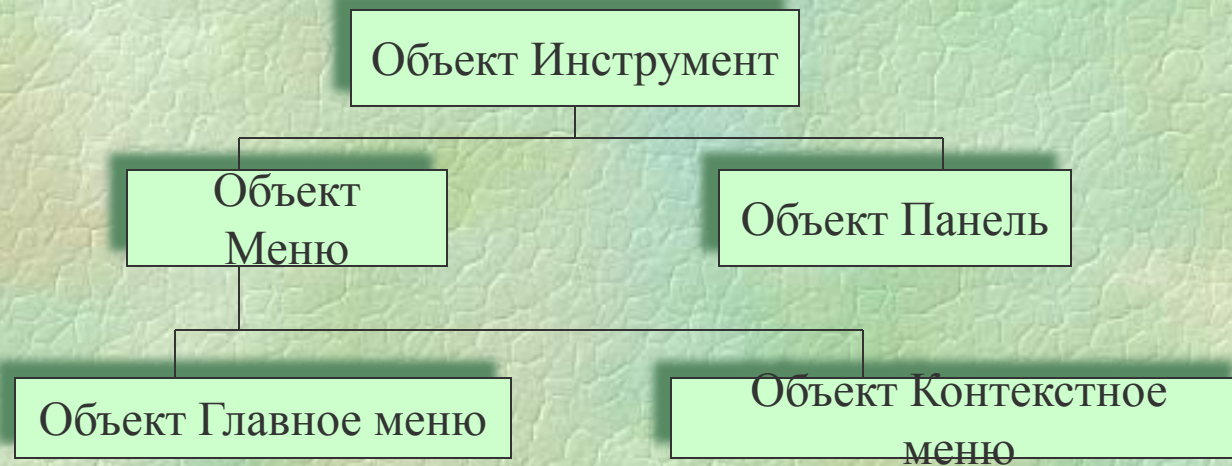 Объект Инструмент
Объект
Меню
Объект Панель
Объект Главное меню
Объект Контекстное
меню